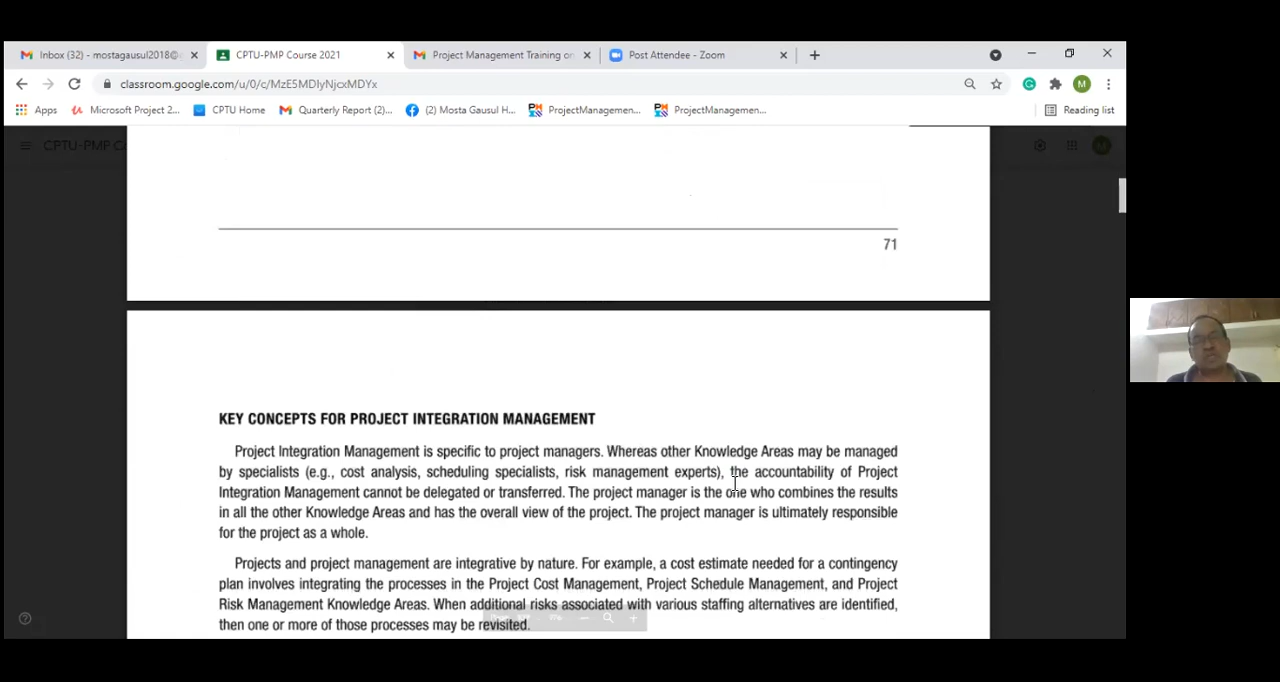 Inbox (32) - mostagausul2018@
CPTU-PMP Course 2021
Project Management Training on
Post Attendee - Zoom
classroom.google.com/u/0/c/MzE5MDIyNjcxMDYx
M
Apps
Microsoft Project 2...
CPTU Home
Quarterly Report (2)...
(2) Mosta Gausul H...
ProjectManagemen...
ProjectManagemen...
Reading list
CPTU-PMP C
71
KEY CONCEPTS FOR PROJECT INTEGRATION MANAGEMENT
Project Integration Management is specific to project managers. Whereas other Knowledge Areas may be managed
by specialists (e.g., cost analysis, scheduling specialists, risk management experts), the accountability of Project
Integration Management cannot be delegated or transferred. The project manager is the one who combines the results
in all the other Knowledge Areas and has the overall view of the project. The project manager is ultimately responsible
for the project as a whole.
Projects and project management are integrative by nature. For example, a cost estimate needed for a contingency
plan involves integrating the processes in the Project Cost Management, Project Schedule Management, and Project
Risk Management Knowledge Areas. When additional risks associated with various staffing alternatives are identified,
then one or more of those processes may be revisited.